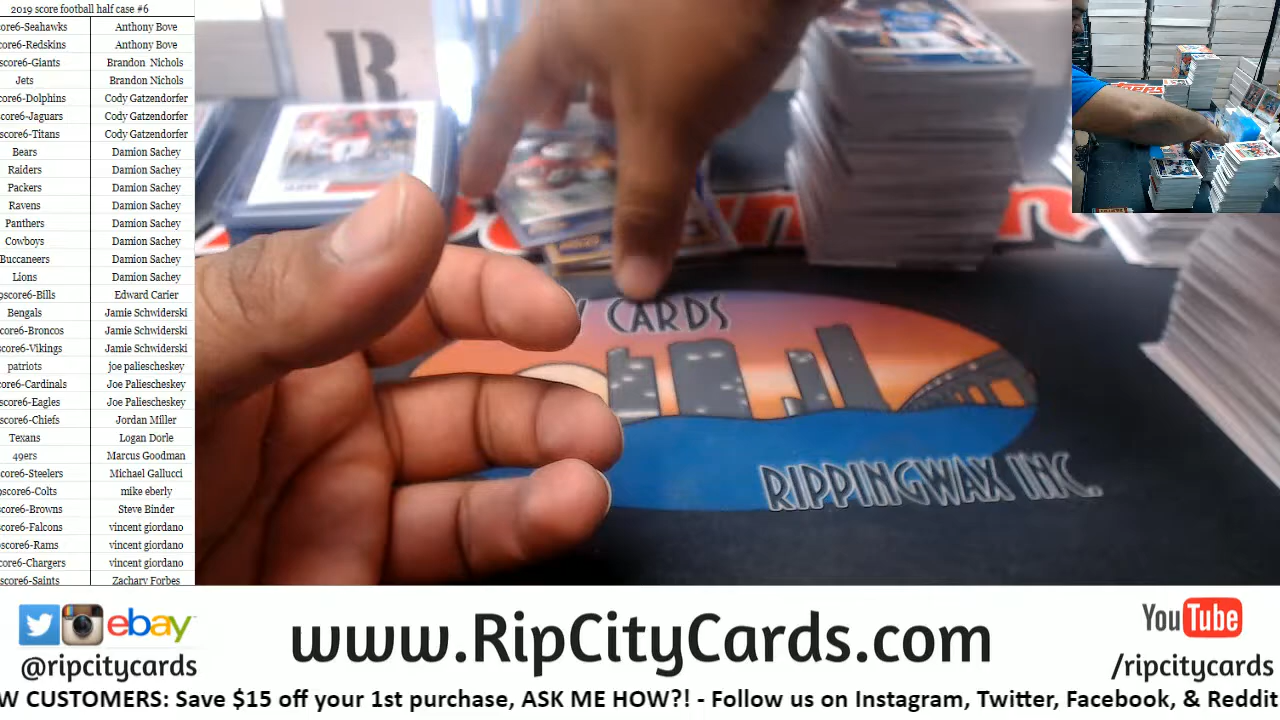 2019 score football half case #6
ore6-Seahawks Anthony Bove
core6-Redskins Anthony Bove
score6-Giants Brandon Nichols
Jets Brandon Nichols
ore6-Dolphins Cody Gatzendorfer
core6-Jaguars Cody Gatzendorfer
score6-Titans Cody Gatzendorfer
Bears Damion Sachey
Raiders Damion Sachey
Packers Damion Sachey
Ravens Damion Sachey
Panthers Damion Sachey
Cowboys Damion Sachey
Buccaneers Damion Sachey
Lions Damion Sachey
9score6-Bills Edward Carier
Bengals Jamie Schwiderski
core6-Broncos Jamie Schwiderski
score6-Vikings Jamie Schwiderski
patriots joe paliescheskey
ore6-Cardinals Joe Paliescheskey
score6-Eagles Joe Paliescheskey
score6-Chiefs Jordan Miller
Texans Logan Dorle
49ers Marcus Goodman
core6-Steelers Michael Gallucci
9score6-Colts mike eberly
core6-Browns Steve Binder
core6-Falcons vincent giordano
score6-Rams vincent giordano
ore6-Chargers vincent giordano
score6-Saints Zachary Forbes
R
CARDS
RIPPINGWAX INC.
ebay
@ripcitycards
www.RipCityCards.com
YouTube
/ripcitycards
W CUSTOMERS: Save $15 off your 1st purchase, ASK ME HOW?! - Follow us on Instagram, Twitter, Facebook, & Reddit